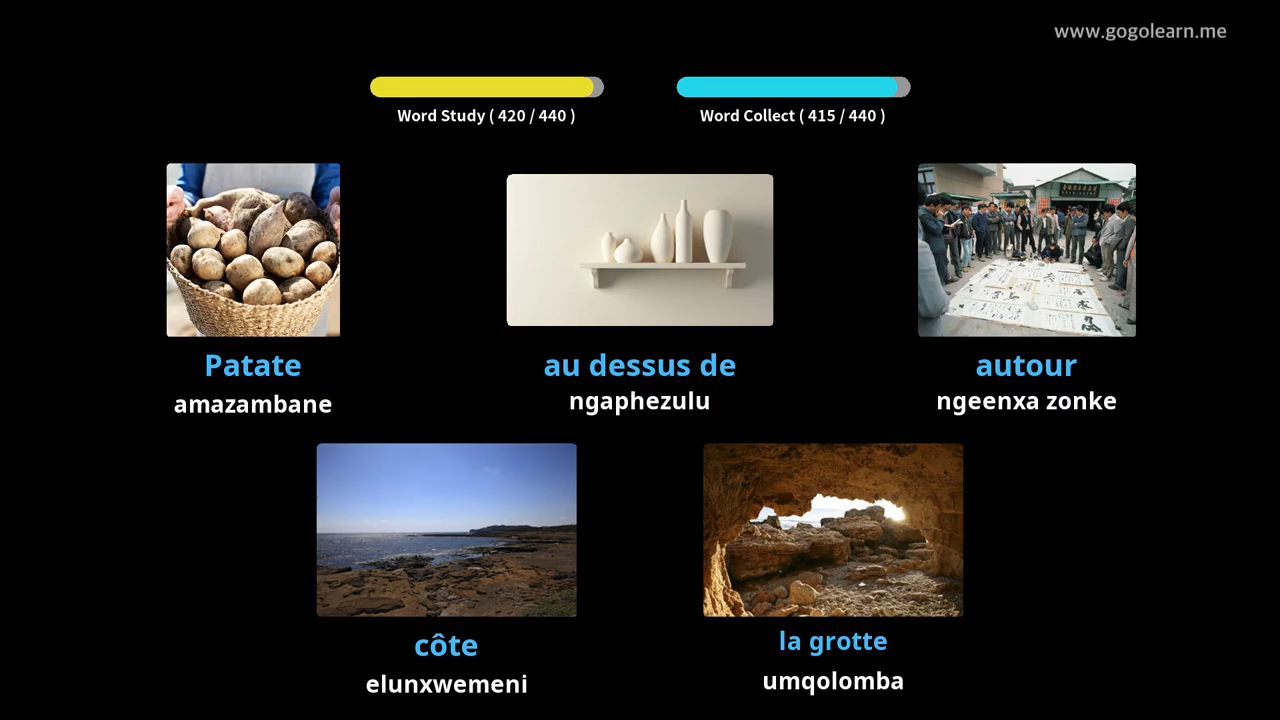 www.gogolearn.me
Word Study ( 420 / 440 )
Word Collect ( 415 / 440 )
Patate
amazambane
au dessus de
ngaphezulu
autour
ngeenxa zonke
côte
elunxwemeni
la grotte
umqolomba